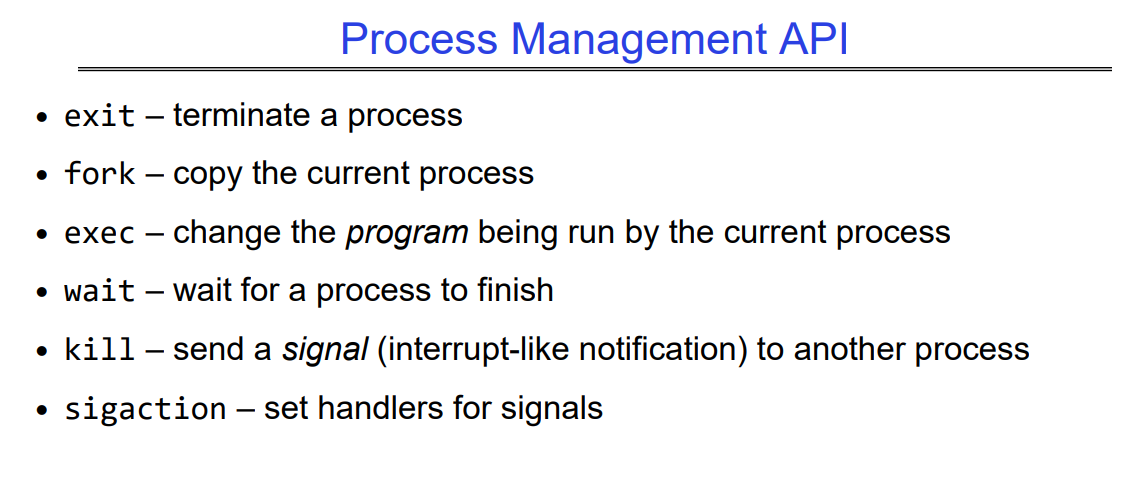 Process Management API
• exit – terminate a process
• fork – copy the current process
• exec – change the program being run by the current process
• wait – wait for a process to finish
• kill – send a signal (interrupt-like notification) to another process
• sigaction – set handlers for signals